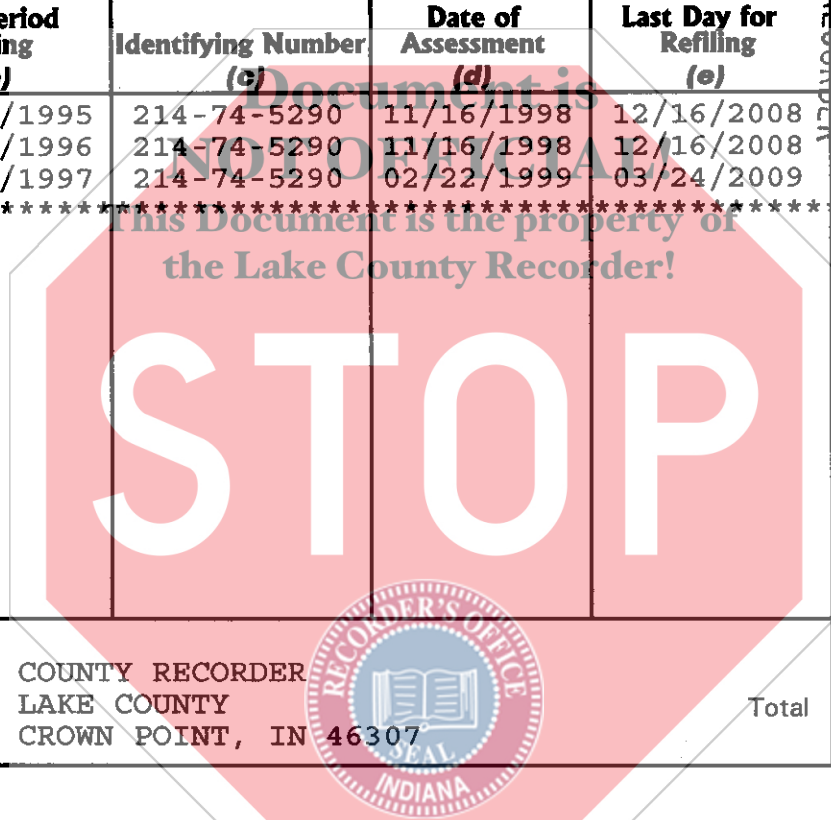 eriod
ing
Identifying Number
(c)
Date of
Assessment
(d)
Last Day for
Refiling
(e)
/1995 214-74-5290 11/16/1998 12/16/2008
/1996 214-74-5290 11/16/1998 12/16/2008
/1997 214-74-5290 02/22/1999 03/24/2009
Document is
NOT OFFICIAL!
This Document is the property of
the Lake County Recorder!
STOP
COUNTY RECORDER
LAKE COUNTY
CROWN POINT, IN 46307
Total
RECORDER'S OFFICE
SEAL
INDIANA